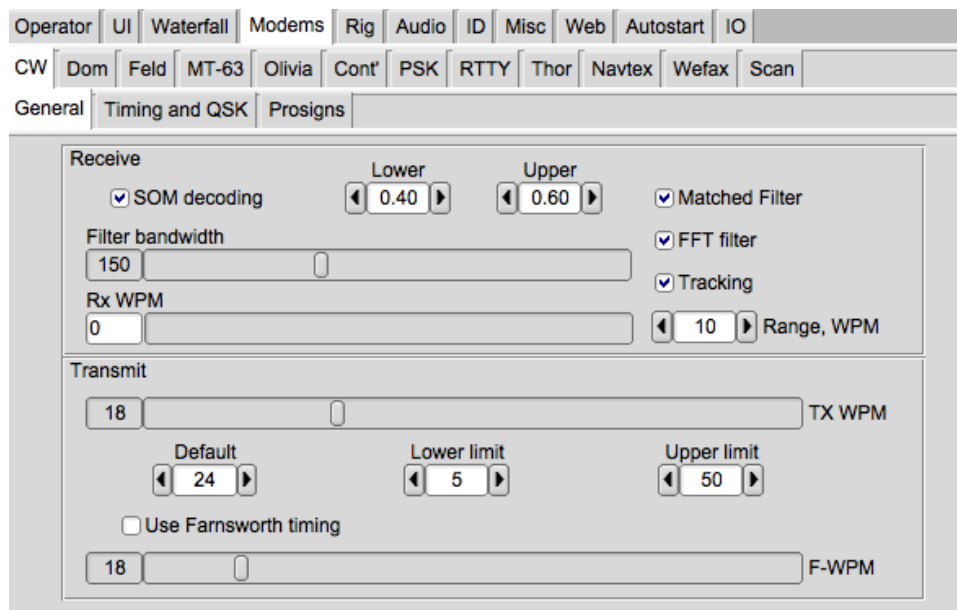 Operator UI Waterfall Modems Rig Audio ID Misc Web Autostart IO
CW Dom Feld MT-63 Olivia Cont' PSK RTTY Thor Navtex Wefax Scan
General Timing and QSK Prosigns
Receive
Lower Upper
SOM decoding 0.40 0.60 Matched Filter
Filter bandwidth FFT filter
150
Tracking
Rx WPM
0 10 Range, WPM
Transmit
18 TX WPM
Default Lower limit Upper limit
24 5 50
Use Farnsworth timing
18 F-WPM